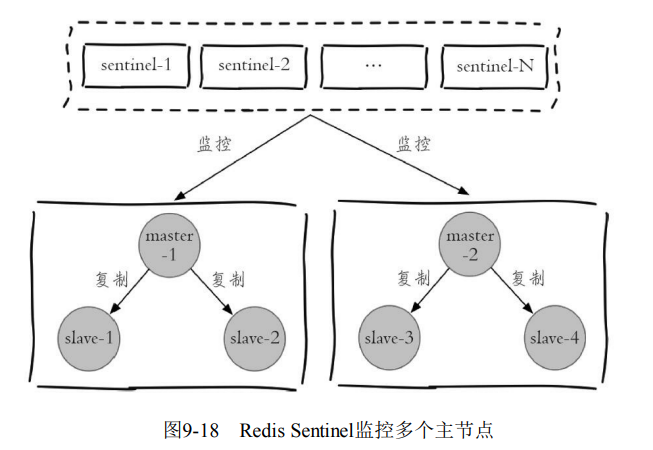 sentinel-1 sentinel-2 ... sentinel-N
监控 监控
master
-1
master
-2
复制 复制 复制 复制
slave-1 slave-2 slave-3 slave-4
图9-18 Redis Sentinel监控多个主节点